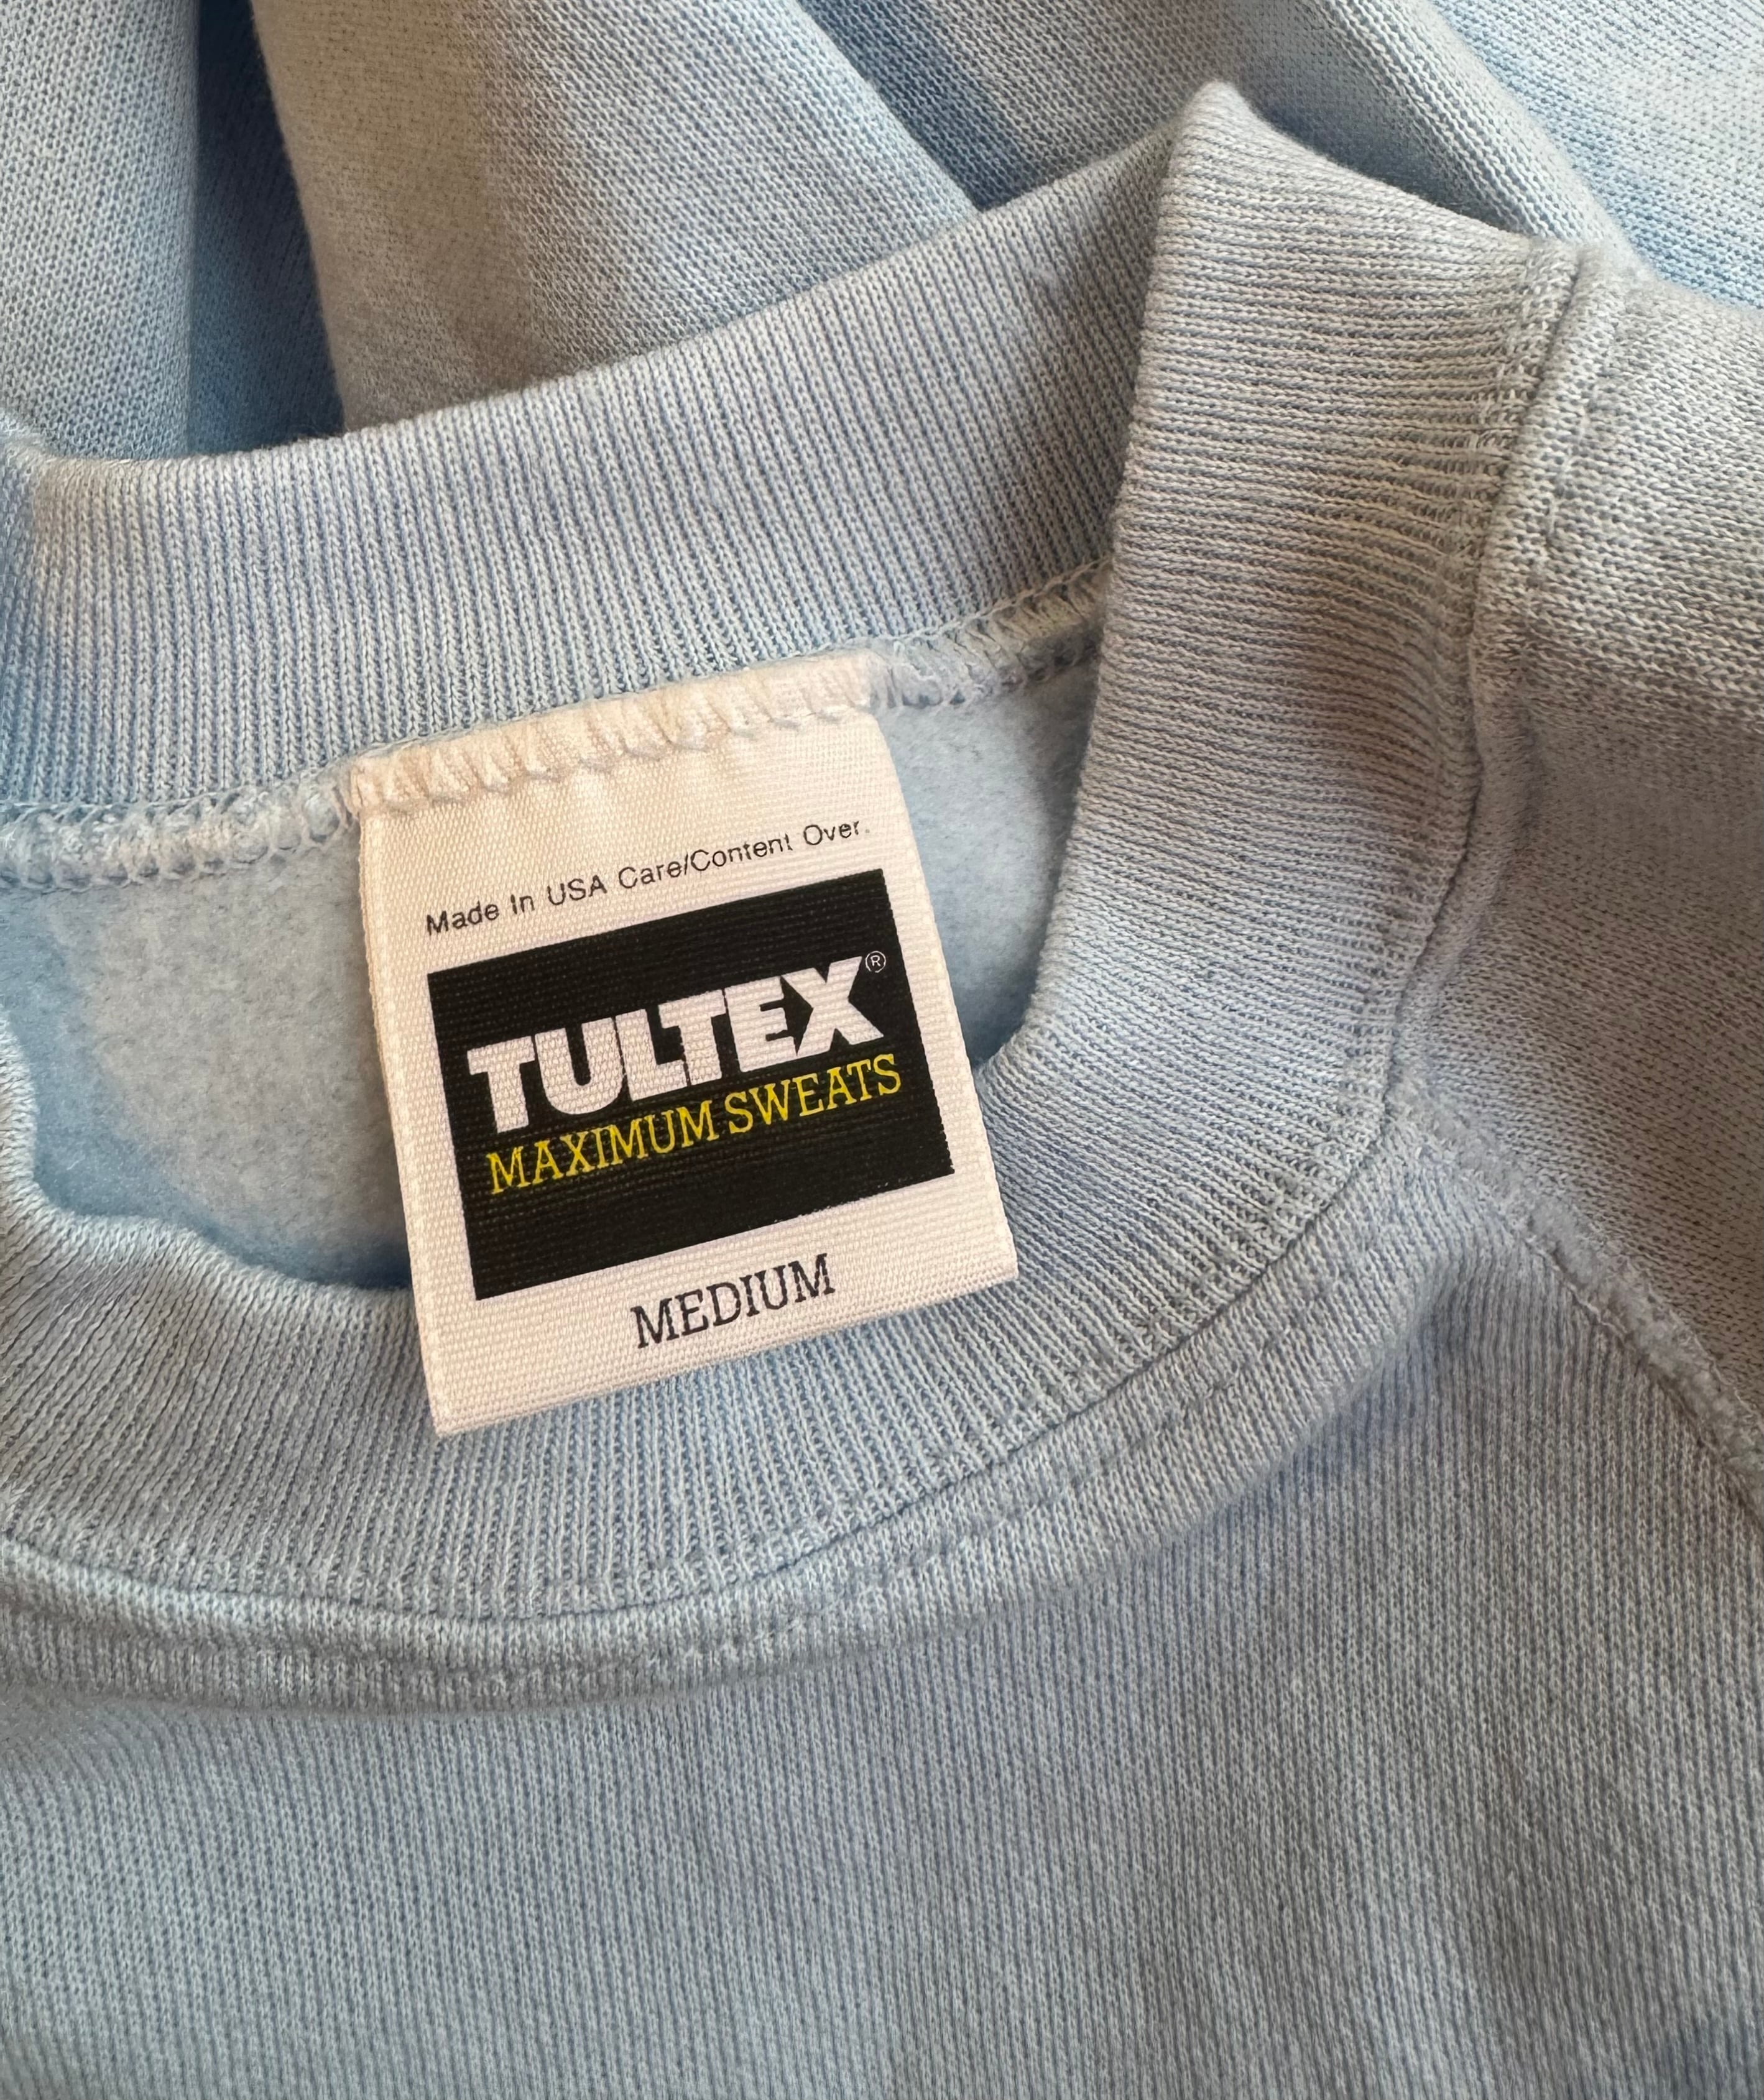 Made In USA Care/Content Over.
TULTEX®
MAXIMUM SWEATS
MEDIUM